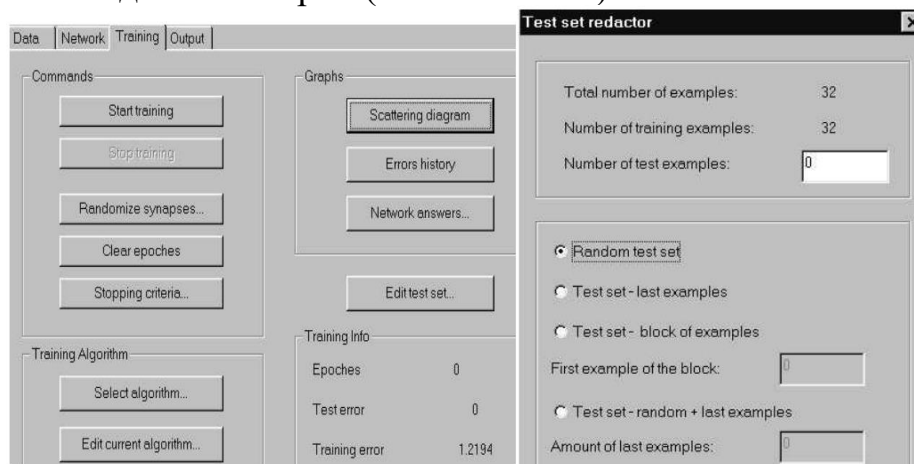 Data Network Training Output
Commands
Start training
Stop training
Randomize synapses...
Clear epoches
Stopping criteria...
Training Algorithm
Select algorithm...
Edit current algorithm...
Graphs
Scattering diagram
Errors history
Network answers...
Edit test set...
Training Info
Epoches 0
Test error 0
Training error 1.2194
Test set redactor
Total number of examples: 32
Number of training examples: 32
Number of test examples: 0
Random test set
Test set - last examples
Test set - block of examples
First example of the block: 0
Test set - random + last examples
Amount of last examples: 0